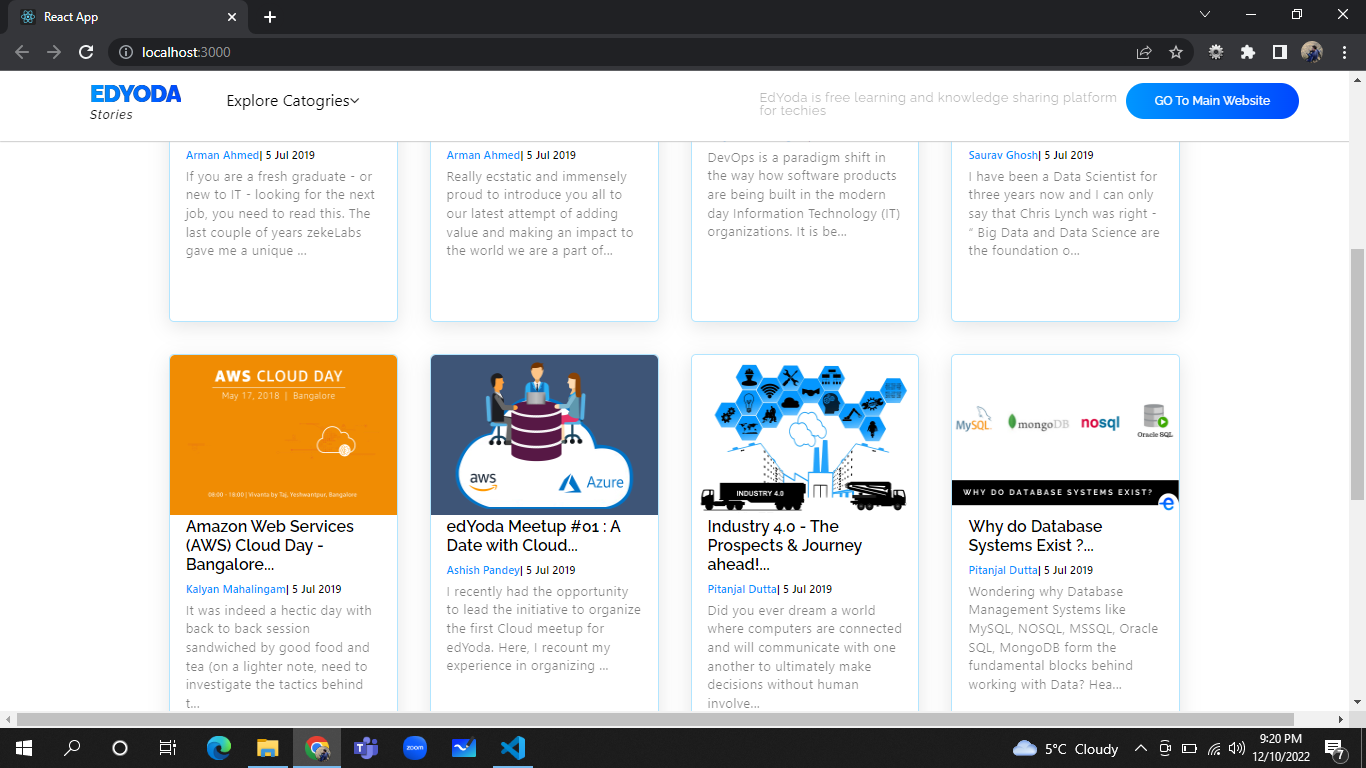 React App
localhost:3000
EDYODA
Stories
Explore Catogries
EdYoda is free learning and knowledge sharing platform
for techies
GO To Main Website
Arman Ahmed| 5 Jul 2019
If you are a fresh graduate - or
new to IT - looking for the next
job, you need to read this. The
last couple of years zekeLabs
gave me a unique ...
Arman Ahmed| 5 Jul 2019
Really ecstatic and immensely
proud to introduce you all to
our latest attempt of adding
value and making an impact to
the world we are a part of...
DevOps is a paradigm shift in
the way how software products
are being built in the modern
day Information Technology (IT)
organizations. It is be...
Saurav Ghosh| 5 Jul 2019
I have been a Data Scientist for
three years now and I can only
say that Chris Lynch was right -
“ Big Data and Data Science are
the foundation o...
AWS CLOUD DAY
May 17, 2018 | Bangalore
08:00 - 18:00 | Vivanta by Taj, Yeshwantpur, Bangalore
Amazon Web Services
(AWS) Cloud Day -
Bangalore...
Kalyan Mahalingam| 5 Jul 2019
It was indeed a hectic day with
back to back session
sandwiched by good food and
tea (on a lighter note, need to
investigate the tactics behind
t...
aws
Azure
edYoda Meetup #01 : A
Date with Cloud...
Ashish Pandey| 5 Jul 2019
I recently had the opportunity
to lead the initiative to organize
the first Cloud meetup for
edYoda. Here, I recount my
experience in organizing ...
INDUSTRY 4.0
Industry 4.0 - The
Prospects & Journey
ahead!...
Pitanjal Dutta| 5 Jul 2019
Did you ever dream a world
where computers are connected
and will communicate with one
another to ultimately make
decisions without human
involve...
MySQL
mongoDB
nosql
Oracle SQL
WHY DO DATABASE SYSTEMS EXIST?
e
Why do Database
Systems Exist ?...
Pitanjal Dutta| 5 Jul 2019
Wondering why Database
Management Systems like
MySQL, NOSQL, MSSQL, Oracle
SQL, MongoDB form the
fundamental blocks behind
working with Data? Hea...
zoom
5°C Cloudy
9:20 PM
12/10/2022
7